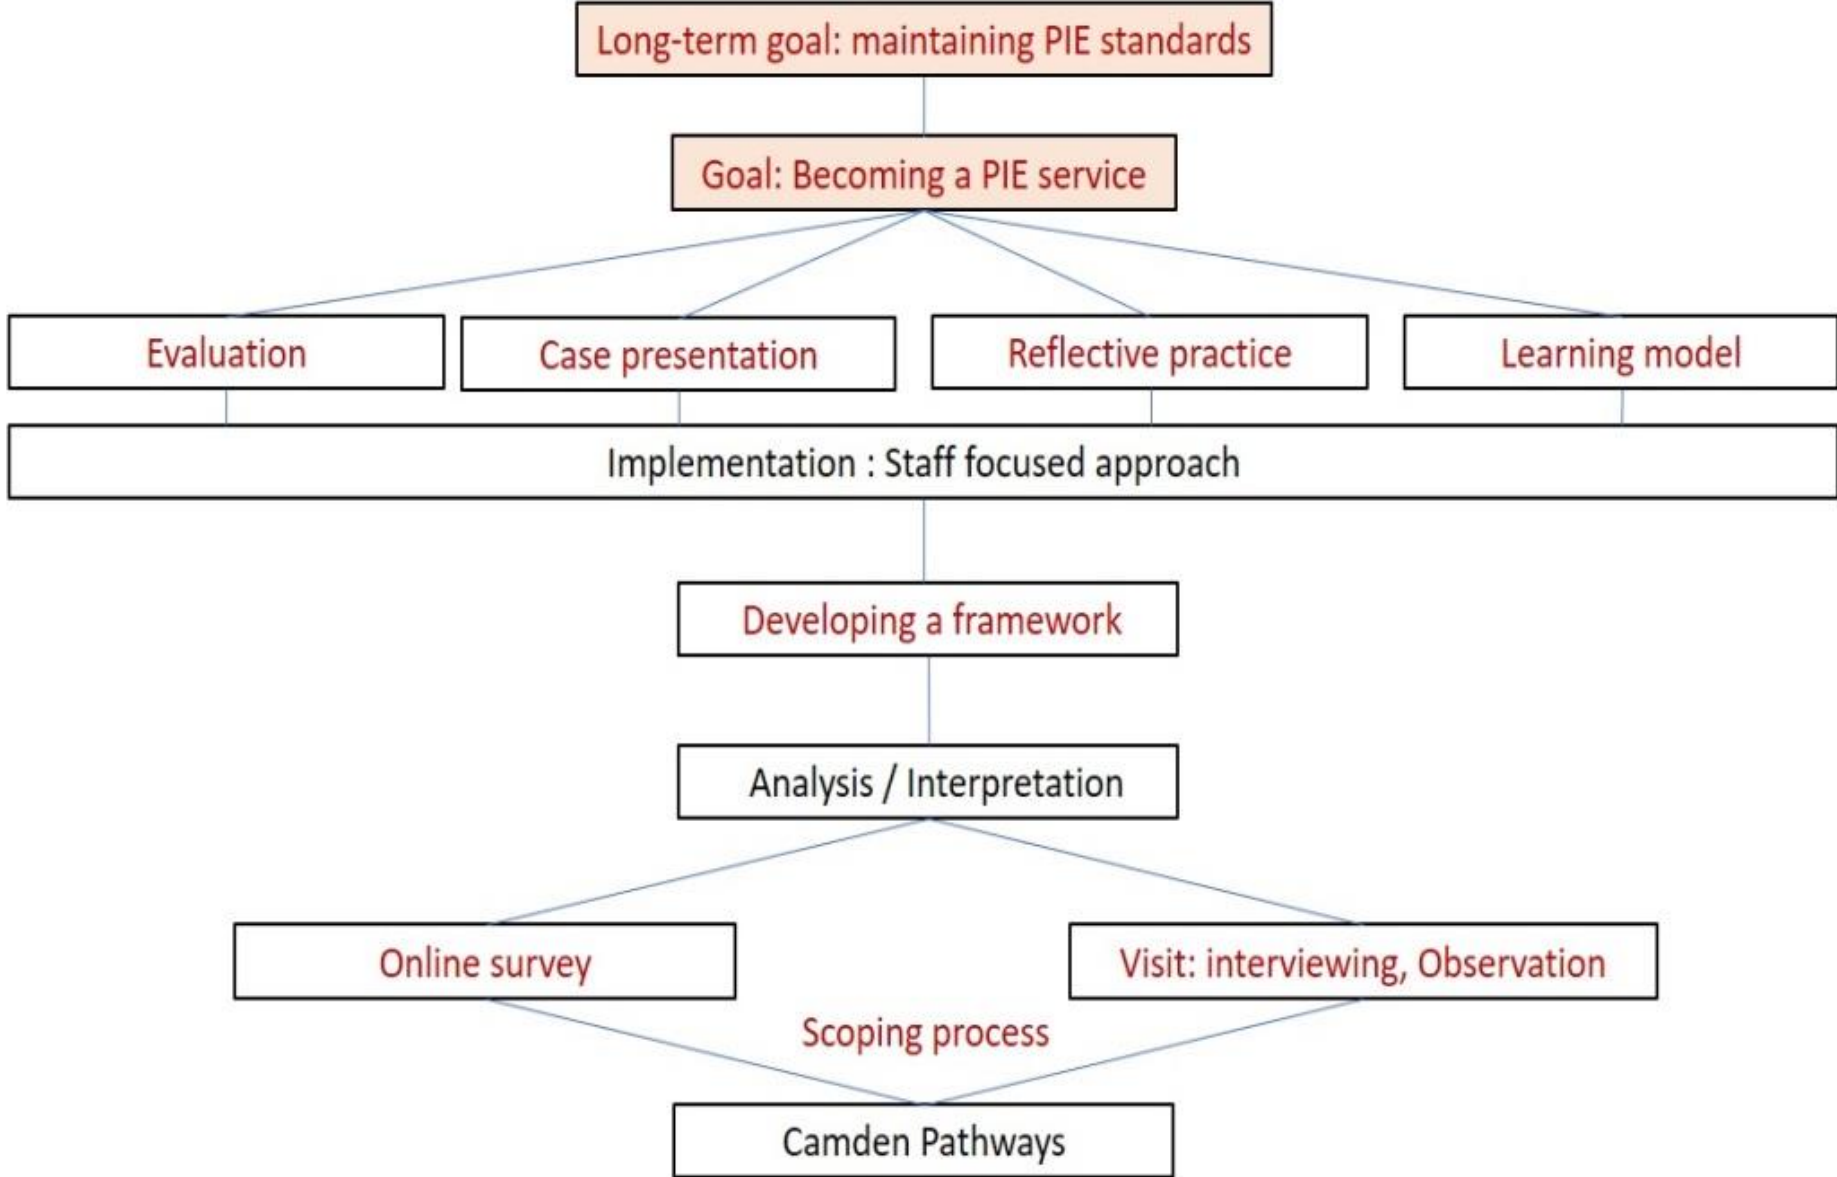 Long-term goal: maintaining PIE standards
Goal: Becoming a PIE service
Evaluation
Case presentation
Reflective practice
Learning model
Implementation : Staff focused approach
Developing a framework
Analysis / Interpretation
Online survey
Visit: interviewing, Observation
Scoping process
Camden Pathways